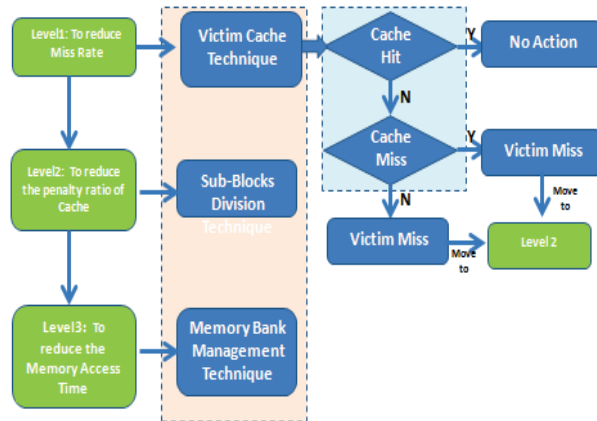 Level1: To reduce
Miss Rate
Victim Cache
Technique
Cache
Hit
Y
No Action
N
Level2: To reduce
the penalty ratio of
Cache
Sub-Blocks
Division
Technique
Cache
Miss
Y
Victim Miss
N
Move
to
Victim Miss
Move
to
Level 2
Level3: To
reduce the
Memory Access
Time
Memory Bank
Management
Technique